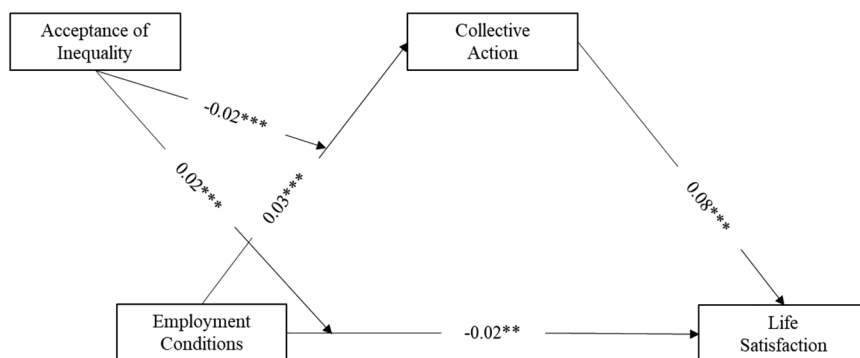 Acceptance of
Inequality
Collective
Action
-0.02***
0.02***
0.03***
0.08***
Employment
Conditions
-0.02**
Life
Satisfaction